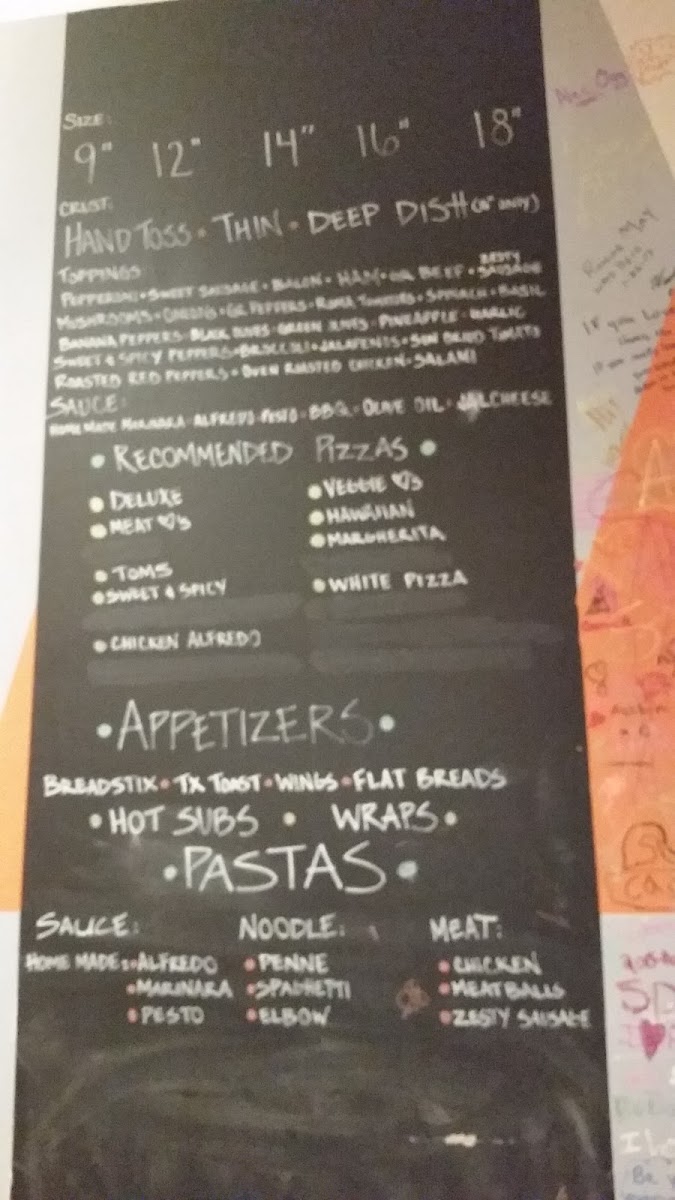 SIZE:
9" 12" 14" 16" 18"
CRUST:
HAND TOSS • THIN • DEEP DISH
TOPPINGS:
PEPPERONI • SWEET SAUSAGE • BACON • HAM • GR BEEF • ZESTY SAUSAGE
MUSHROOMS • ONIONS • GR PEPPERS • ROMA TOMATOES • SPINACH • BASIL
BANANA PEPPERS • BLACK OLIVES • GREEN OLIVES • PINEAPPLE • GARLIC
SWEET & SPICY PEPPERS • BROCCOLI • JALAPENOS • SUN DRIED TOMATO
ROASTED RED PEPPERS • OVEN ROASTED CHICKEN • SALAMI
SAUCE:
HOME MADE MARINARA • ALFREDO • PESTO • BBQ • OLIVE OIL • CHEESE
• RECOMMENDED PIZZAS •
• DELUXE
• MEAT ♡'S
• TOMS
• SWEET & SPICY
• CHICKEN ALFREDO
• VEGGIE ♡'S
• HAWAIIAN
• MARGHERITA
• WHITE PIZZA
• APPETIZERS •
BREADSTIX • TX TOAST • WINGS • FLAT BREADS
• HOT SUBS • WRAPS •
• PASTAS •
SAUCE:
HOME MADE: • ALFREDO
• MARINARA
• PESTO
NOODLE:
• PENNE
• SPAGHETTI
• ELBOW
MEAT:
• CHICKEN
• MEATBALLS
• ZESTY SAUSAGE
If you